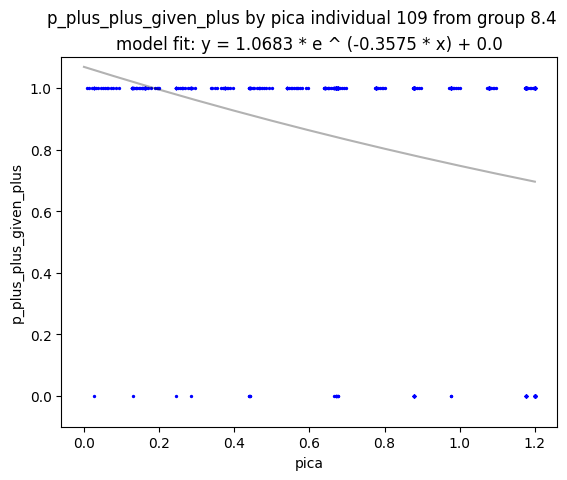 p_plus_plus_given_plus by pica individual 109 from group 8.4
model fit: y = 1.0683 * e ^ (-0.3575 * x) + 0.0
p_plus_plus_given_plus
1.0
0.8
0.6
0.4
0.2
0.0
0.0 0.2 0.4 0.6 0.8 1.0 1.2
pica